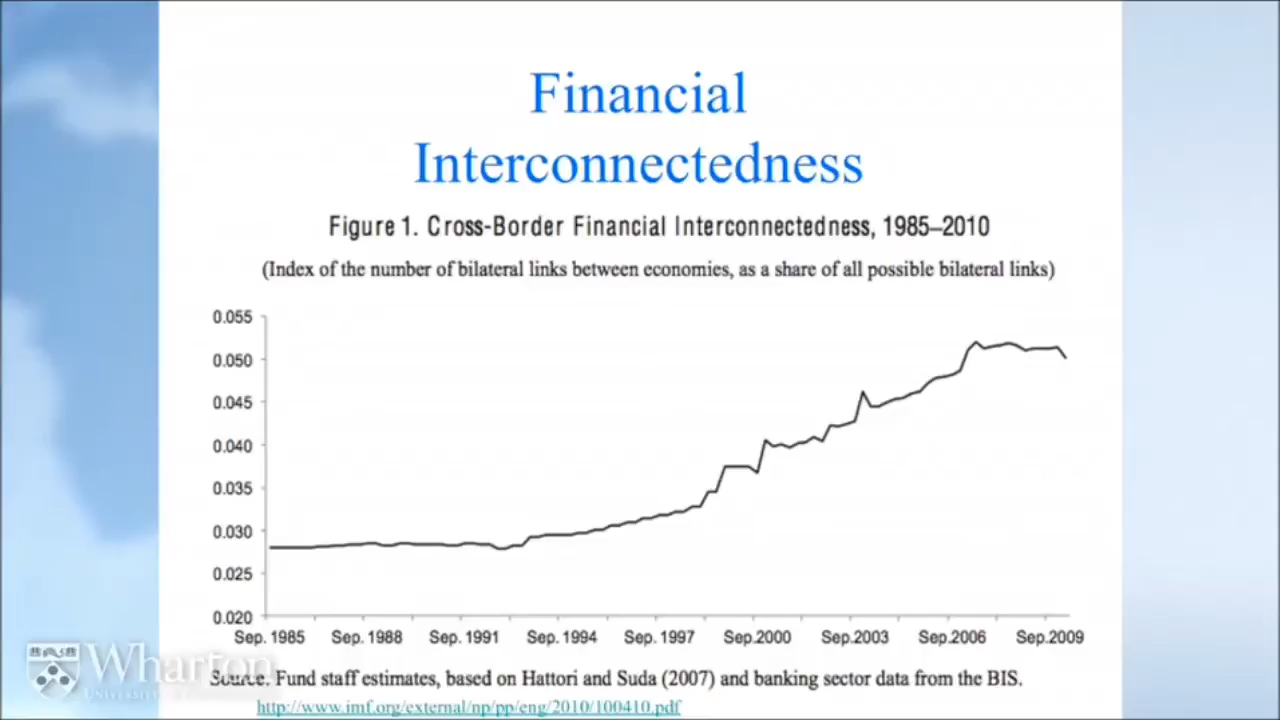 Financial
Interconnectedness
Figure 1. Cross-Border Financial Interconnectedness, 1985–2010
(Index of the number of bilateral links between economies, as a share of all possible bilateral links)
0.055
0.050
0.045
0.040
0.035
0.030
0.025
0.020
Sep. 1985 Sep. 1988 Sep. 1991 Sep. 1994 Sep. 1997 Sep.2000 Sep.2003 Sep.2006 Sep.2009
Wharton
Source: Fund staff estimates, based on Hattori and Suda (2007) and banking sector data from the BIS.
http://www.imf.org/external/np/pp/eng/2010/100410.pdf